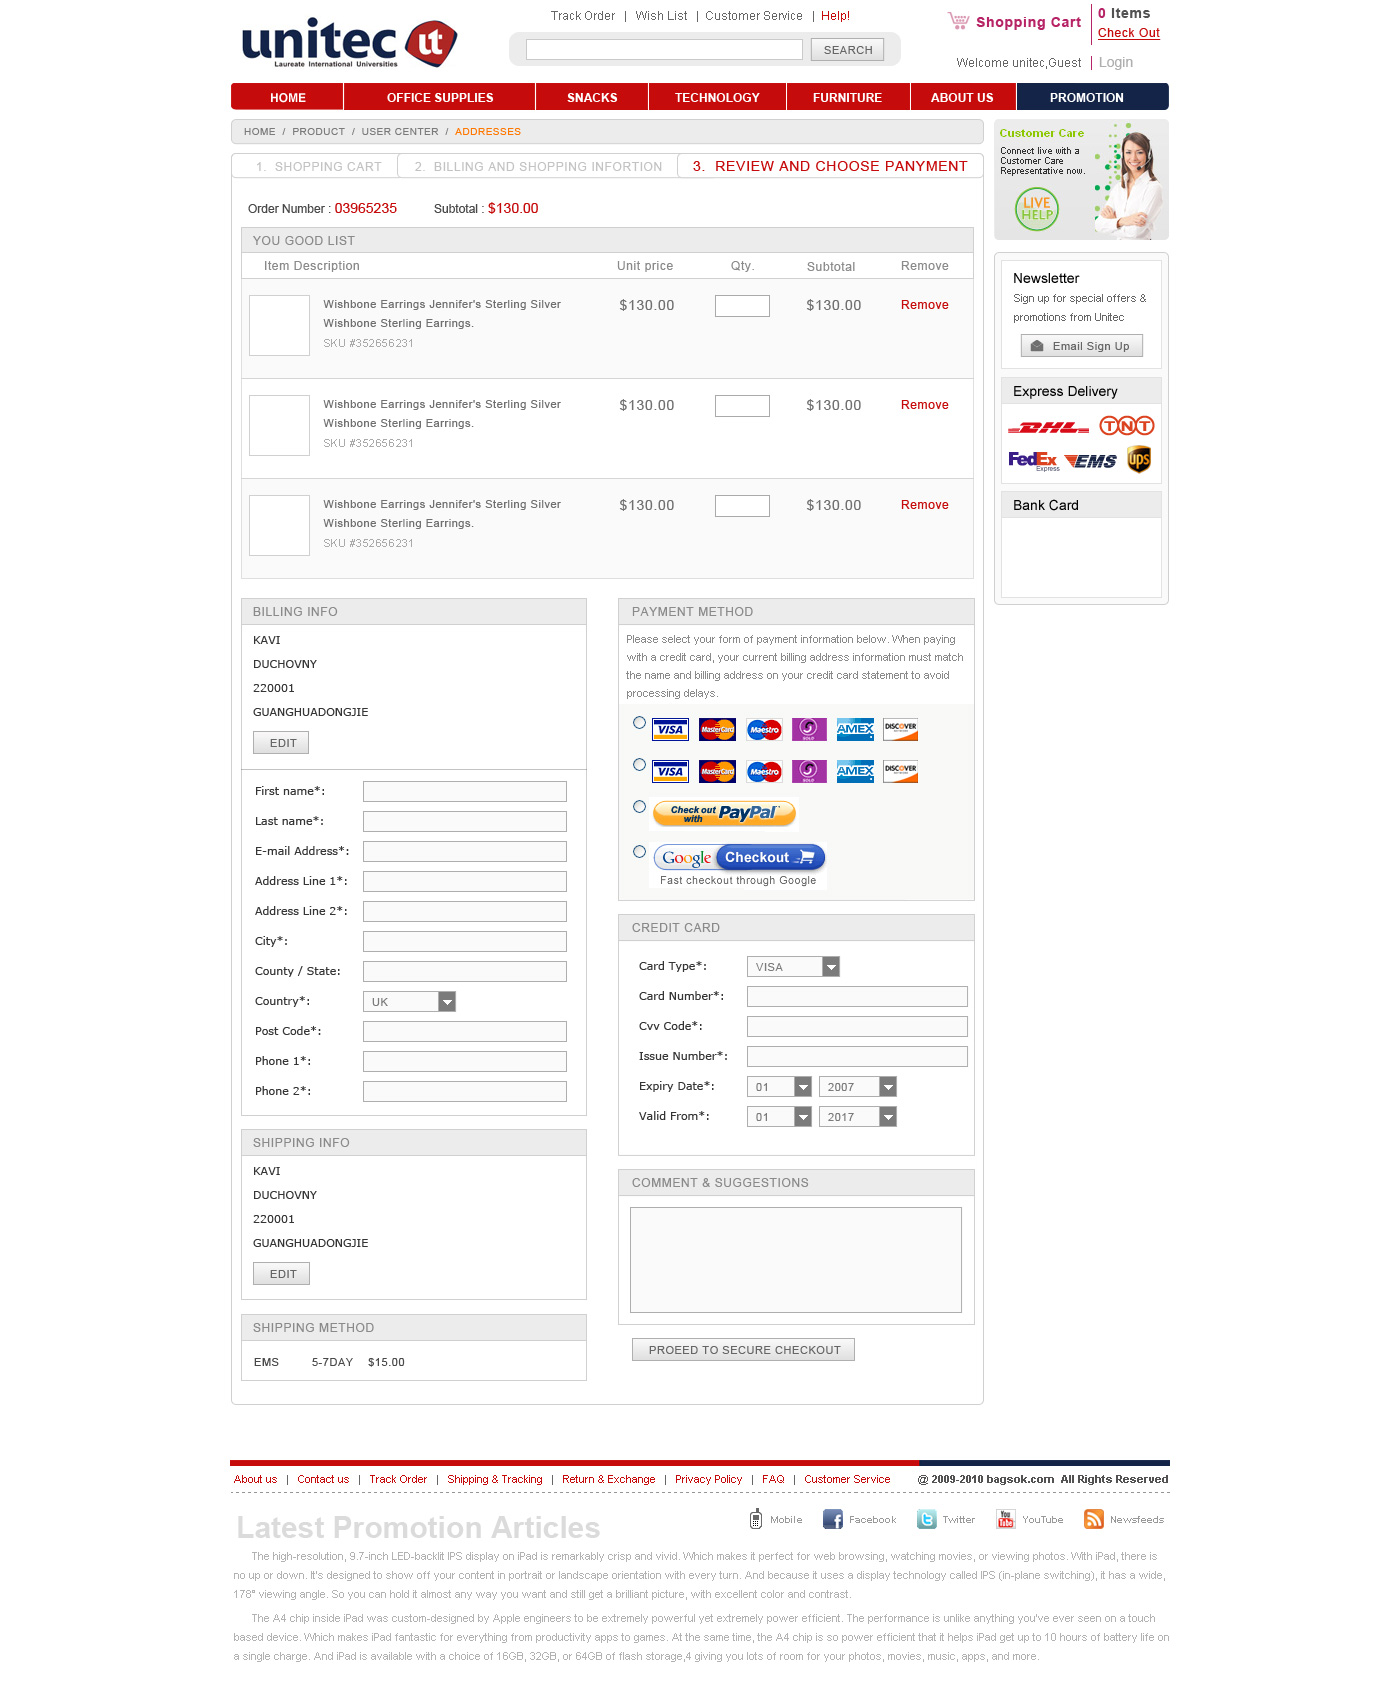 unitec it
Laureate International Universities
Track Order | Wish List | Customer Service | Help!
SEARCH
Shopping Cart
0 Items
Check Out
Welcome unitec,Guest | Login
HOME
OFFICE SUPPLIES
SNACKS
TECHNOLOGY
FURNITURE
ABOUT US
PROMOTION
HOME / PRODUCT / USER CENTER / ADDRESSES
1. SHOPPING CART
2. BILLING AND SHOPPING INFORTION
3. REVIEW AND CHOOSE PANYMENT
Order Number : 03965235 Subtotal : $130.00
YOU GOOD LIST
Item Description Unit price Qty. Subtotal Remove
Wishbone Earrings Jennifer's Sterling Silver $130.00 $130.00 Remove
Wishbone Sterling Earrings.
SKU #352656231
Wishbone Earrings Jennifer's Sterling Silver $130.00 $130.00 Remove
Wishbone Sterling Earrings.
SKU #352656231
Wishbone Earrings Jennifer's Sterling Silver $130.00 $130.00 Remove
Wishbone Sterling Earrings.
SKU #352656231
BILLING INFO
KAVI
DUCHOVNY
220001
GUANGHUADONGJIE
EDIT
First name*:
Last name*:
E-mail Address*:
Address Line 1*:
Address Line 2*:
City*:
County / State:
Country*: UK
Post Code*:
Phone 1*:
Phone 2*:
SHIPPING INFO
KAVI
DUCHOVNY
220001
GUANGHUADONGJIE
EDIT
SHIPPING METHOD
EMS 5-7DAY $15.00
PAYMENT METHOD
Please select your form of payment information below. When paying
with a credit card, your current billing address information must match
the name and billing address on your credit card statement to avoid
processing delays.
VISA MasterCard Maestro SOLO AMEX DISCOVER
VISA MasterCard Maestro SOLO AMEX DISCOVER
Check out with PayPal
Google Checkout
Fast checkout through Google
CREDIT CARD
Card Type*: VISA
Card Number*:
Cvv Code*:
Issue Number*:
Expiry Date*: 01 2007
Valid From*: 01 2017
COMMENT & SUGGESTIONS
PROEED TO SECURE CHECKOUT
Customer Care
Connect live with a
Customer Care
Representative now.
LIVE
HELP
Newsletter
Sign up for special offers &
promotions from Unitec
Email Sign Up
Express Delivery
DHL TNT
FedEx Express EMS ups
Bank Card
About us | Contact us | Track Order | Shipping & Tracking | Return & Exchange | Privacy Policy | FAQ | Customer Service
@ 2009-2010 bagsok.com All Rights Reserved
Mobile Facebook Twitter You Tube YouTube Newsfeeds
Latest Promotion Articles
The high-resolution, 9.7-inch LED-backlit IPS display on iPad is remarkably crisp and vivid. Which makes it perfect for web browsing, watching movies, or viewing photos. With iPad, there is
no up or down. It's designed to show off your content in portrait or landscape orientation with every turn. And because it uses a display technology called IPS (in-plane switching), it has a wide,
178° viewing angle. So you can hold it almost any way you want and still get a brilliant picture, with excellent color and contrast.
The A4 chip inside iPad was custom-designed by Apple engineers to be extremely powerful yet extremely power efficient. The performance is unlike anything you've ever seen on a touch
based device. Which makes iPad fantastic for everything from productivity apps to games. At the same time, the A4 chip is so power efficient that it helps iPad get up to 10 hours of battery life on
a single charge. And iPad is available with a choice of 16GB, 32GB, or 64GB of flash storage,4 giving you lots of room for your photos, movies, music, apps, and more.